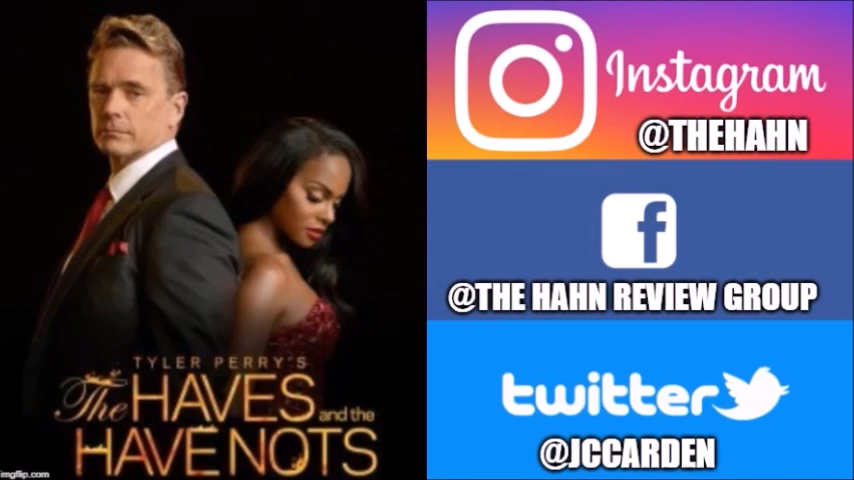 TYLER PERRY'S
The HAVES and the
HAVE NOTS
imgflip.com
Instagram
@THEHAHN
f
@THE HAHN REVIEW GROUP
twitter
@JCCARDEN